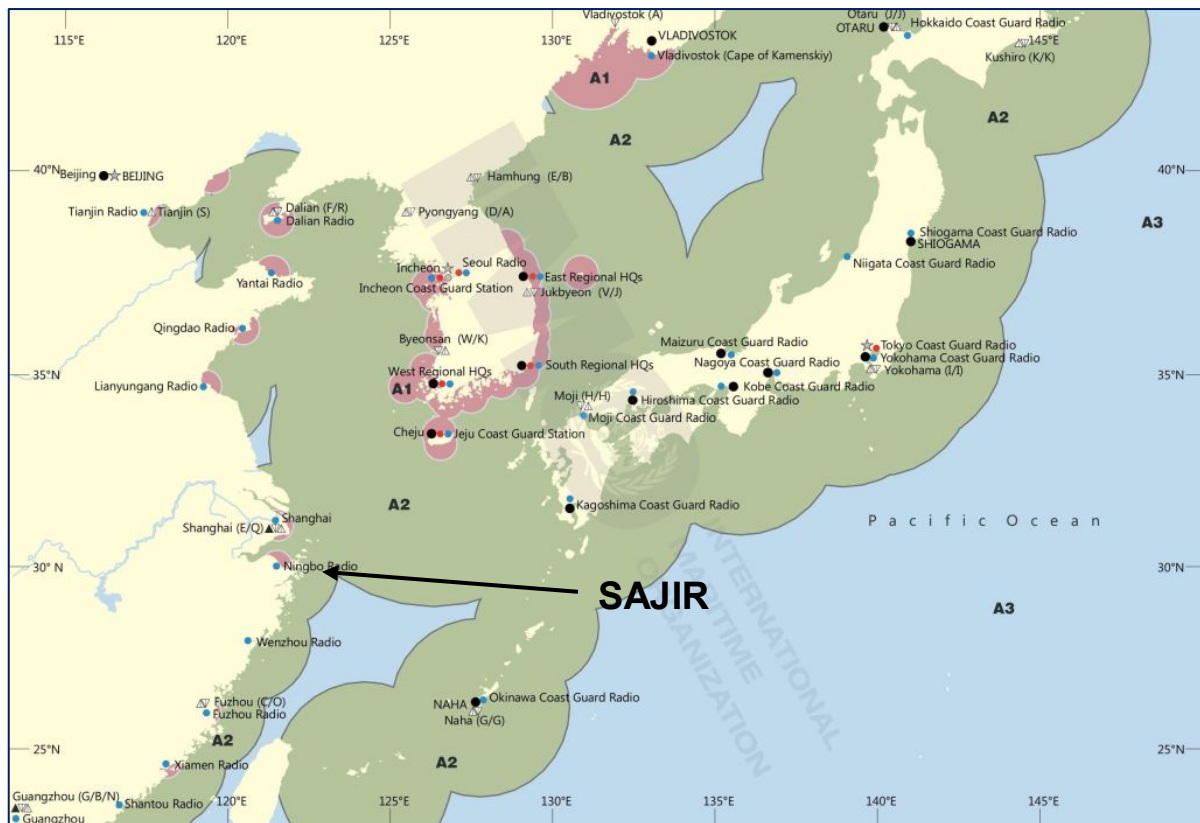 Vladivostok (A)
Otaru (J/J)
Hokkaido Coast Guard Radio
115°E
120°E
125°E
130°E
VLADIVOSTOK
OTARU
145°E
Vladivostok (Cape of Kamenskiy)
Kushiro (K/K)
A1
A2
A2
40°N
40°N
Beijing
BEIJING
Hamhung (E/B)
Tianjin Radio
Tianjin (S)
Dalian (F/R)
Dalian Radio
Pyongyang (D/A)
A3
Shiogama Coast Guard Radio
SHIOGAMA
Niigata Coast Guard Radio
Seoul Radio
Incheon
Incheon Coast Guard Station
East Regional HQs
Jukbyeon (V/J)
Yantai Radio
Qingdao Radio
Byeonsan (W/K)
Maizuru Coast Guard Radio
Tokyo Coast Guard Radio
Yokohama Coast Guard Radio
Yokohama (I/I)
Nagoya Coast Guard Radio
South Regional HQs
West Regional HQs
35°N
35°N
Lianyungang Radio
A1
Kobe Coast Guard Radio
Moji (H/H)
Hiroshima Coast Guard Radio
Moji Coast Guard Radio
Cheju
Jeju Coast Guard Station
A2
Kagoshima Coast Guard Radio
Shanghai
Shanghai (E/Q)
Pacific Ocean
INTERNATIONAL
MARITIME
ORGANIZATION
30°N
Ningbo Radio
30°N
SAJIR
A3
Wenzhou Radio
Okinawa Coast Guard Radio
NAHA
Naha (G/G)
Fuzhou (C/O)
Fuzhou Radio
A2
25°N
25°N
A2
Xiamen Radio
Guangzhou (G/B/N)
Shantou Radio
120°E
125°E
130°E
135°E
140°E
145°E
Guangzhou